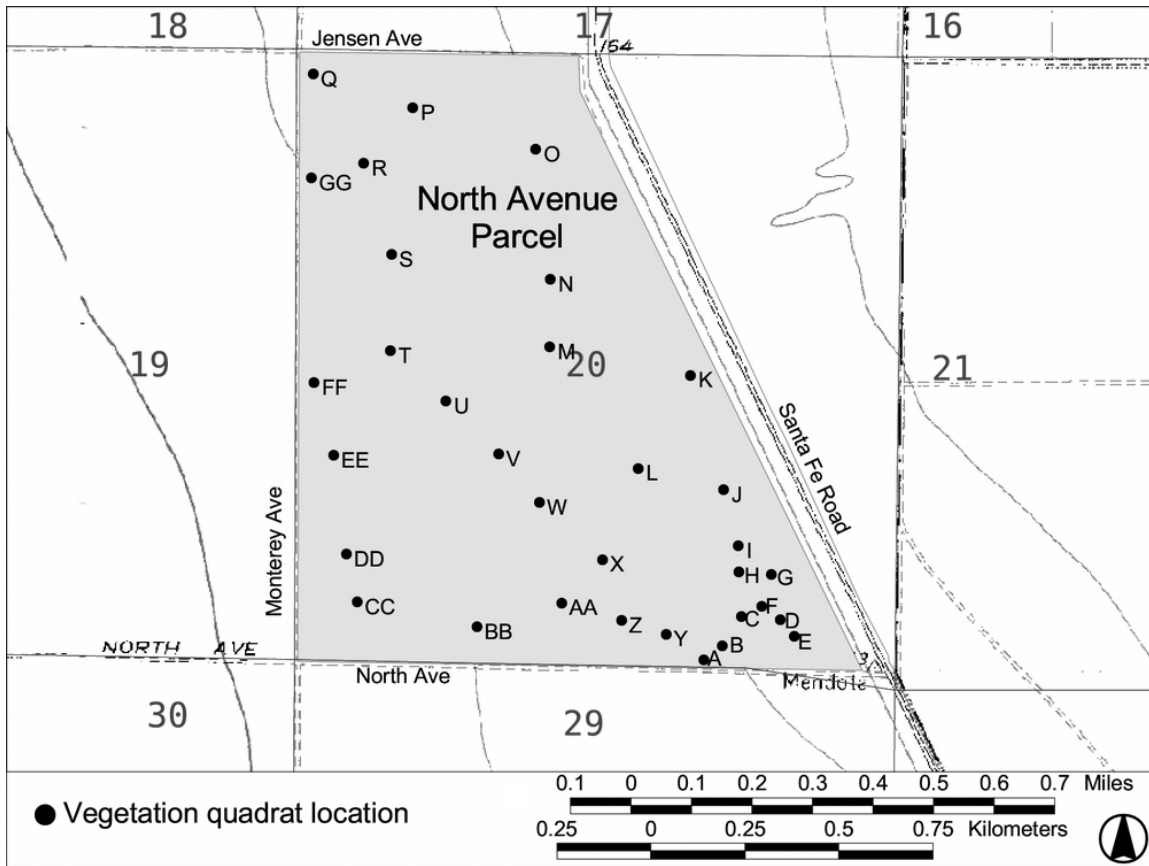 18
17
16
Jensen Ave
154
Q
P
O
R
GG
North Avenue
Parcel
S
N
M
T
19
20
21
K
FF
U
Santa Fe Road
V
EE
L
J
W
Monterey Ave
I
DD
X
H
G
CC
AA
F
C
D
Z
BB
Y
E
B
A
NORTH AVE
North Ave
Mendota
30
29
0.1 0 0.1 0.2 0.3 0.4 0.5 0.6 0.7 Miles
Vegetation quadrat location
0.25 0 0.25 0.5 0.75 Kilometers